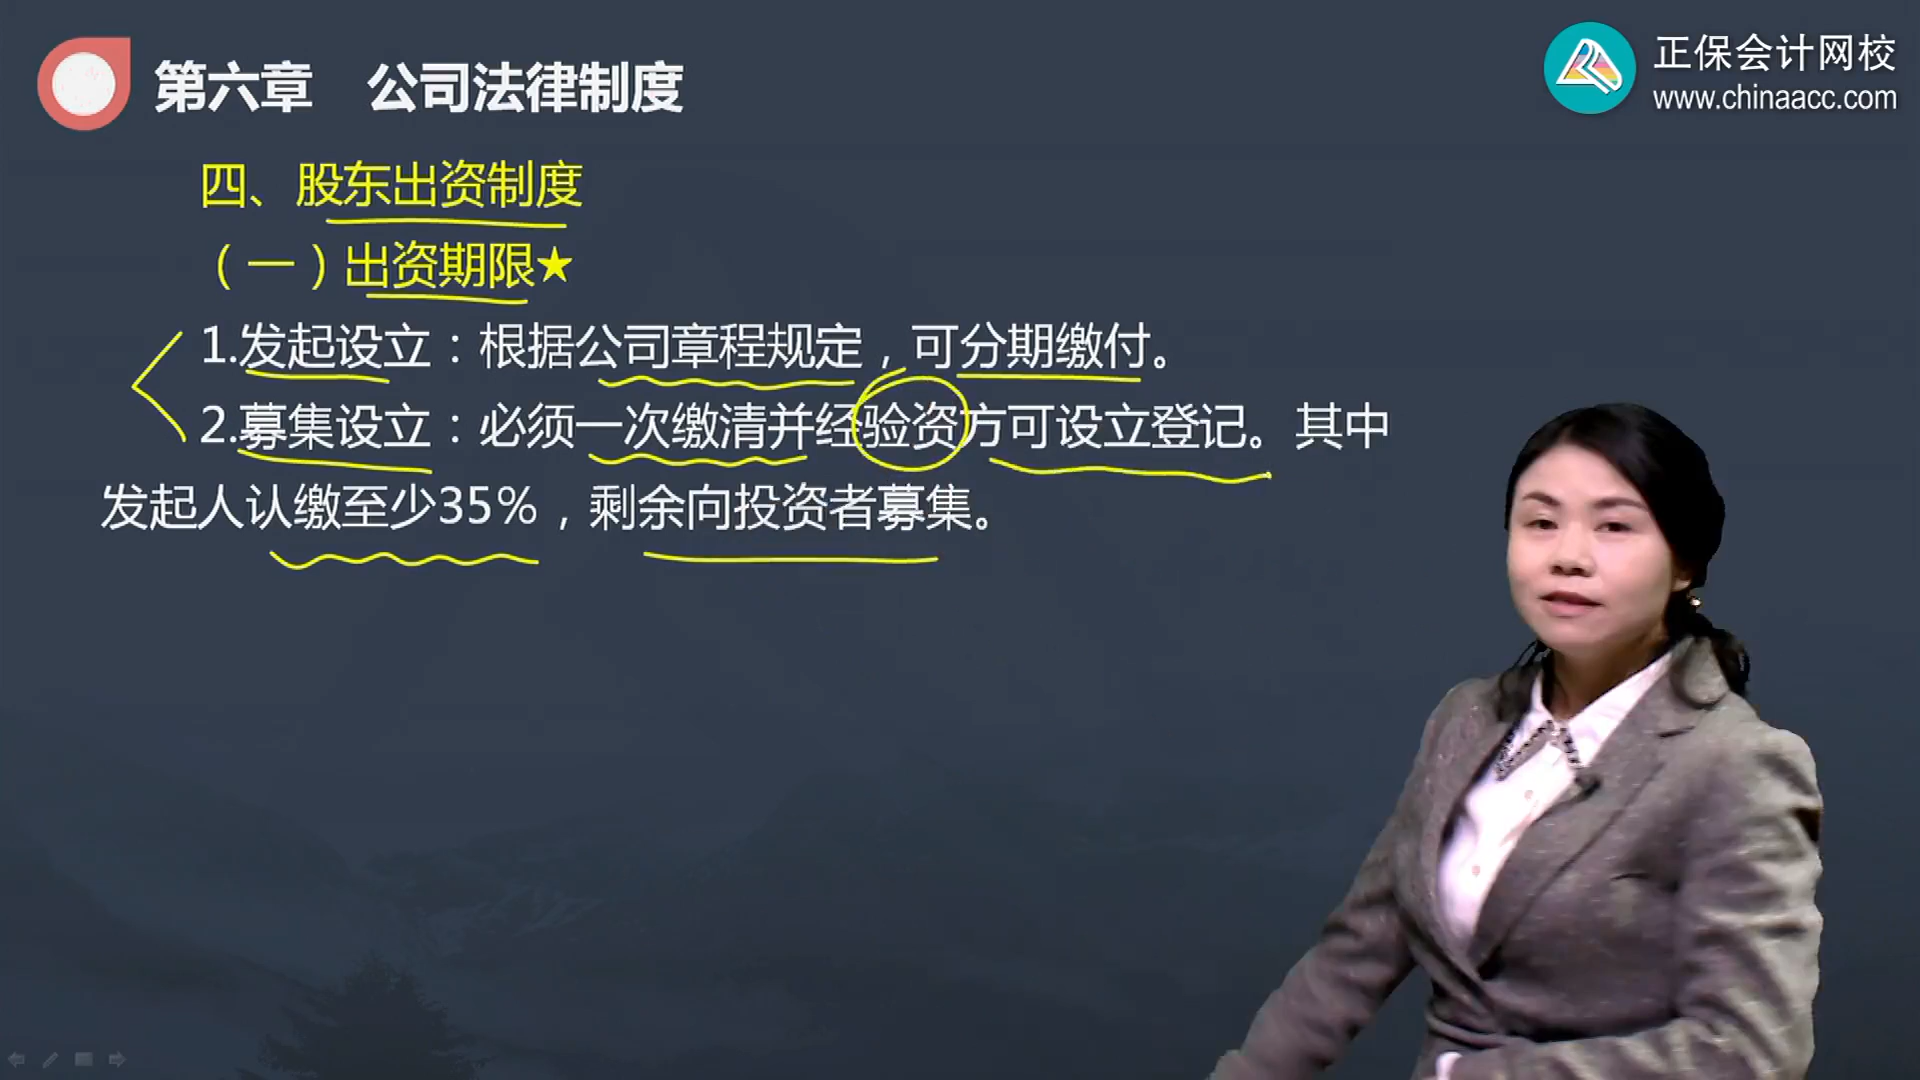 第六章 公司法律制度
正保会计网校
www.chinaacc.com
四、股东出资制度
（一）出资期限★
1.发起设立：根据公司章程规定，可分期缴付。
2.募集设立：必须一次缴清并经验资方可设立登记。其中
发起人认缴至少35%，剩余向投资者募集。